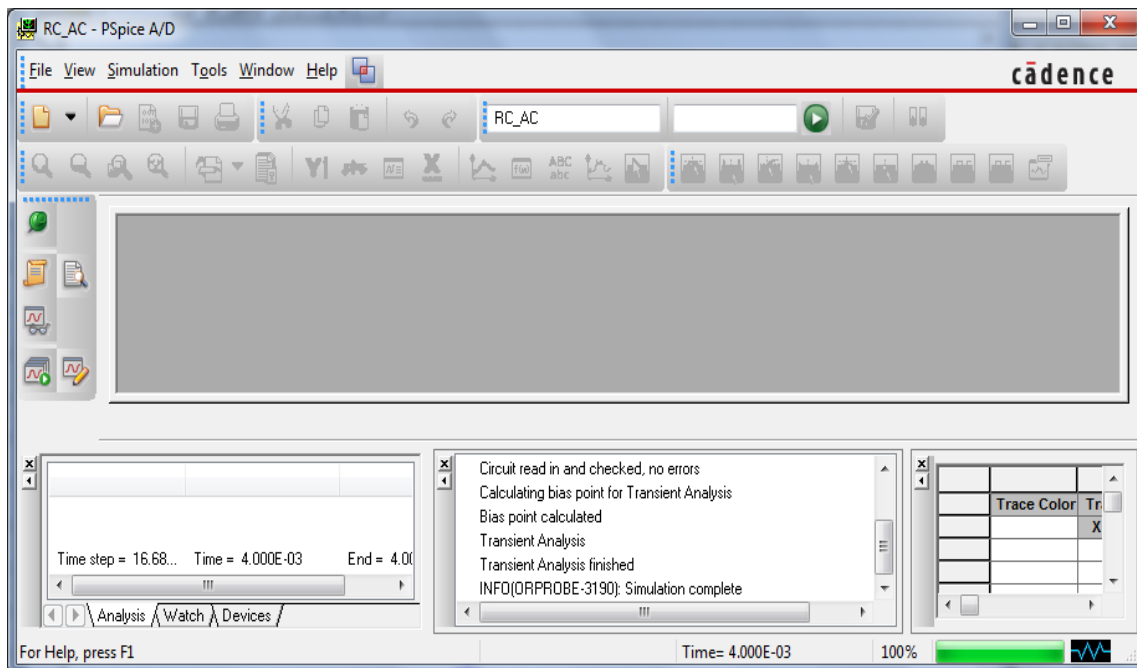 RC_AC - PSpice A/D
File View Simulation Tools Window Help
cādence
RC_AC
ABC
abc
Circuit read in and checked, no errors
Calculating bias point for Transient Analysis
Bias point calculated
Transient Analysis
Transient Analysis finished
INFO(ORPROBE-3190): Simulation complete
Time step = 16.68... Time = 4.000E-03 End = 4.00
Analysis Watch Devices
Trace Color Tr
X
For Help, press F1 Time= 4.000E-03 100%